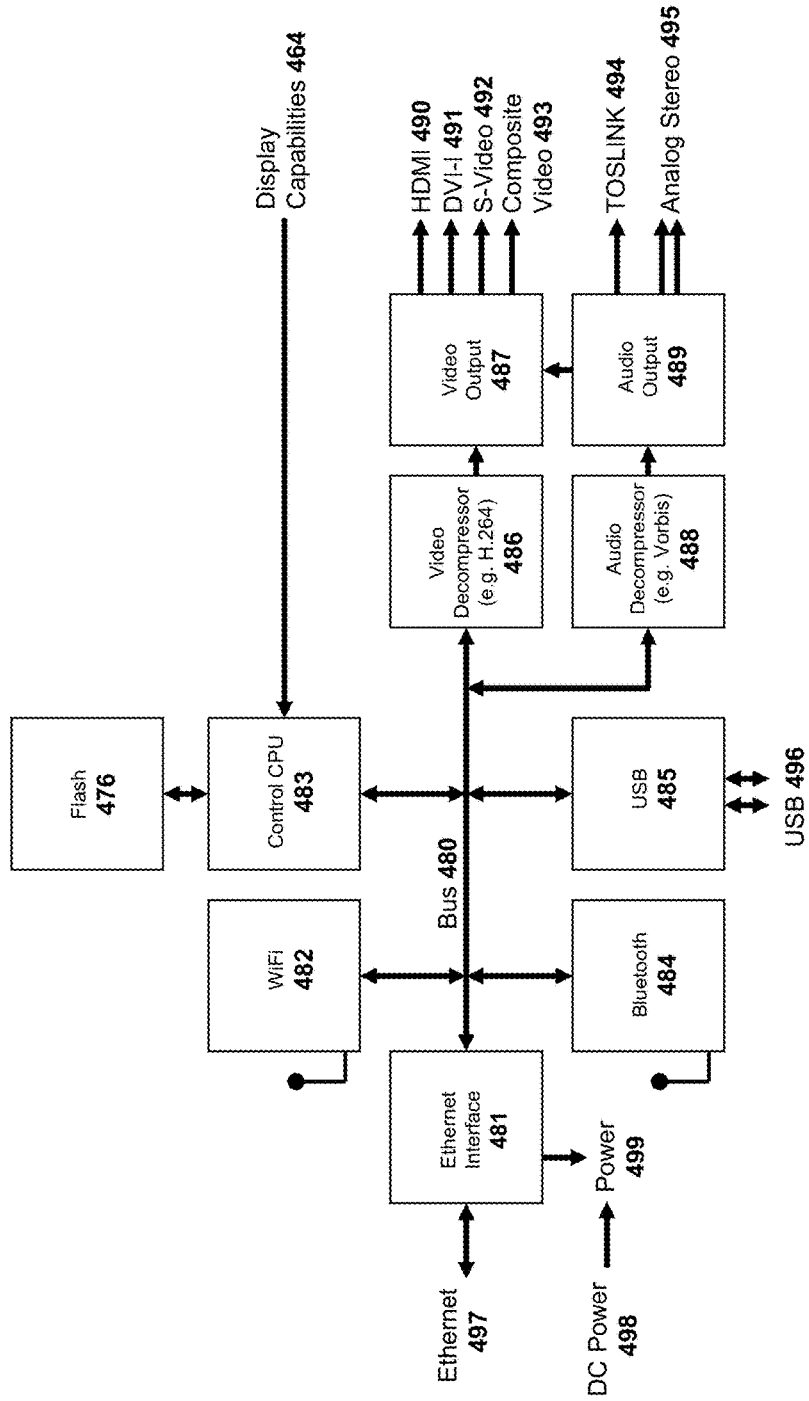 Flash
476
Display
Capabilities 464
WiFi
482
Control CPU
483
HDMI 490
DVI-I 491
S-Video 492
Composite
Video 493
Ethernet
497
Ethernet
Interface
481
Bus 480
Video
Decompressor
(e.g. H.264)
486
Video
Output
487
DC Power
498
Power
499
Bluetooth
484
USB
485
Audio
Decompressor
(e.g. Vorbis)
488
Audio
Output
489
TOSLINK 494
Analog Stereo 495
USB 496